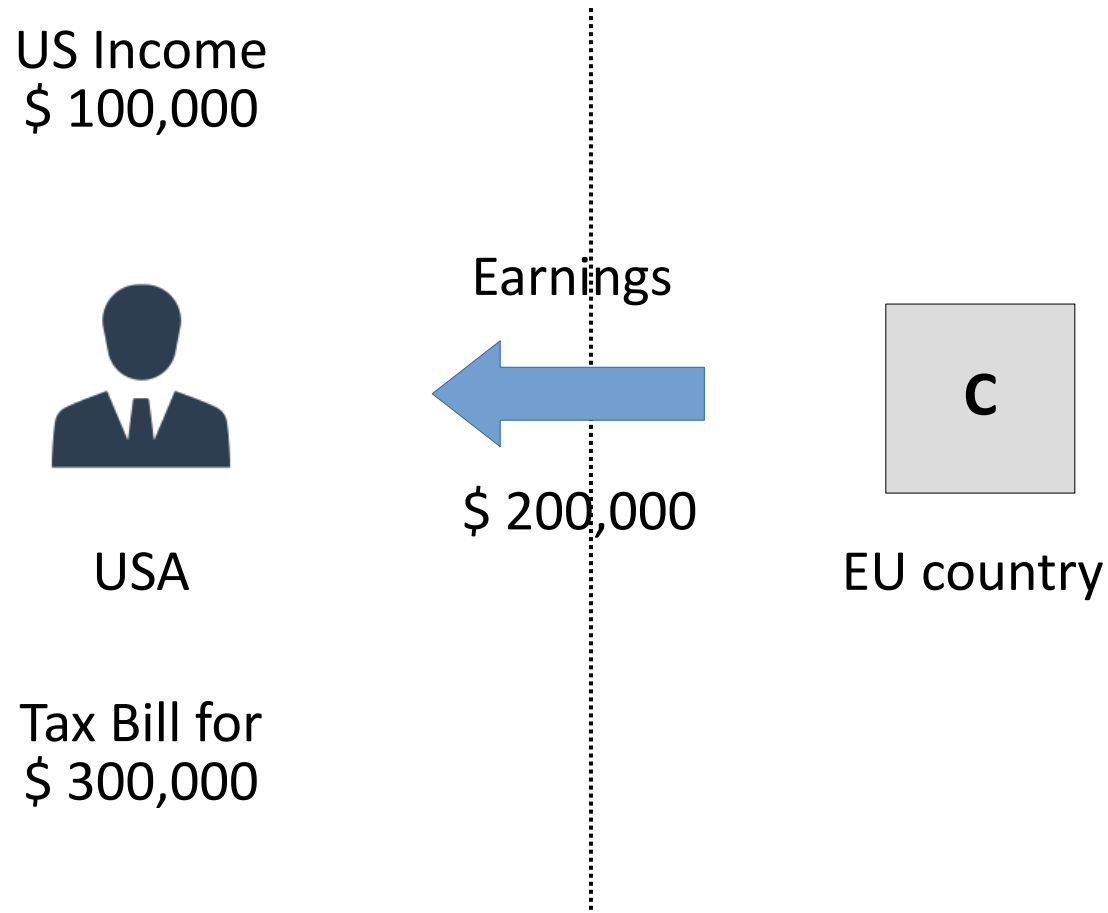 US Income
$ 100,000
Earnings
C
$ 200,000
USA
EU country
Tax Bill for
$ 300,000